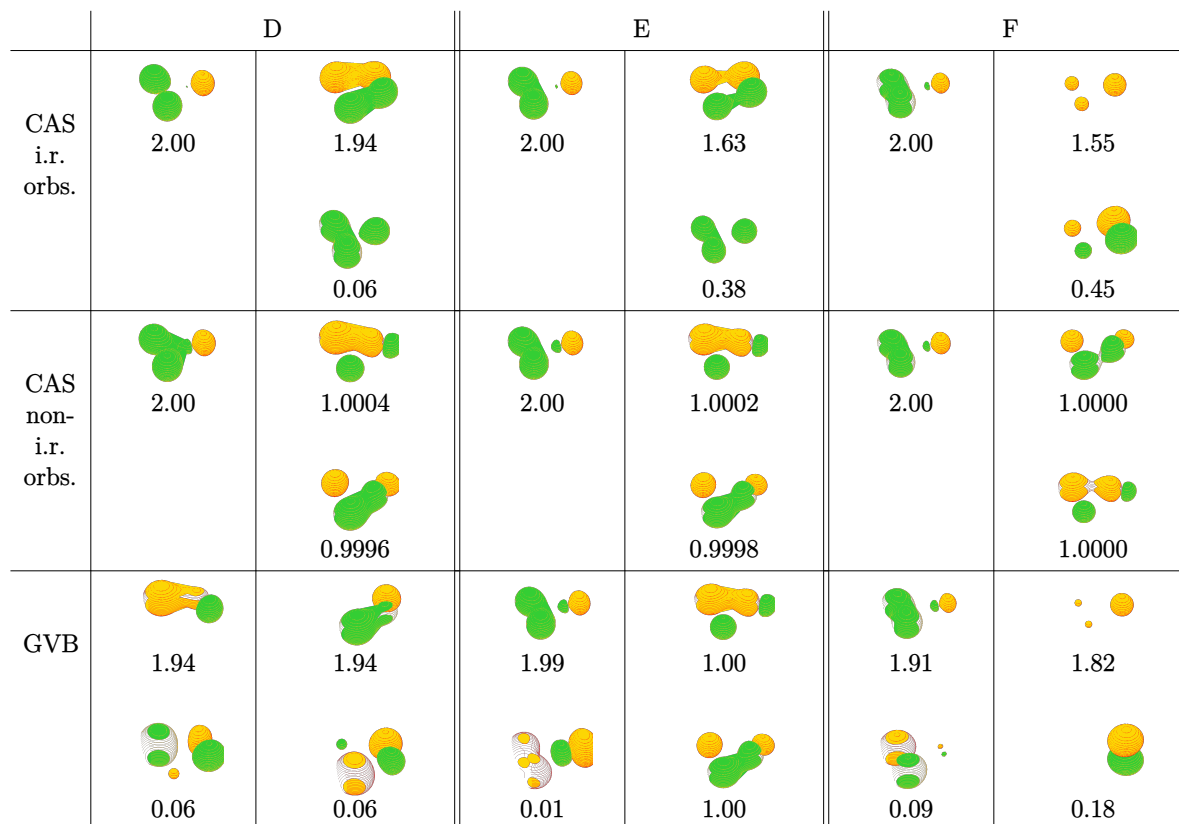 D E F
CAS
i.r.
orbs.
2.00 1.94 2.00 1.63 2.00 1.55
0.06 0.38 0.45
CAS
non-
i.r.
orbs.
2.00 1.0004 2.00 1.0002 2.00 1.0000
0.9996 0.9998 1.0000
GVB
1.94 1.94 1.99 1.00 1.91 1.82
0.06 0.06 0.01 1.00 0.09 0.18